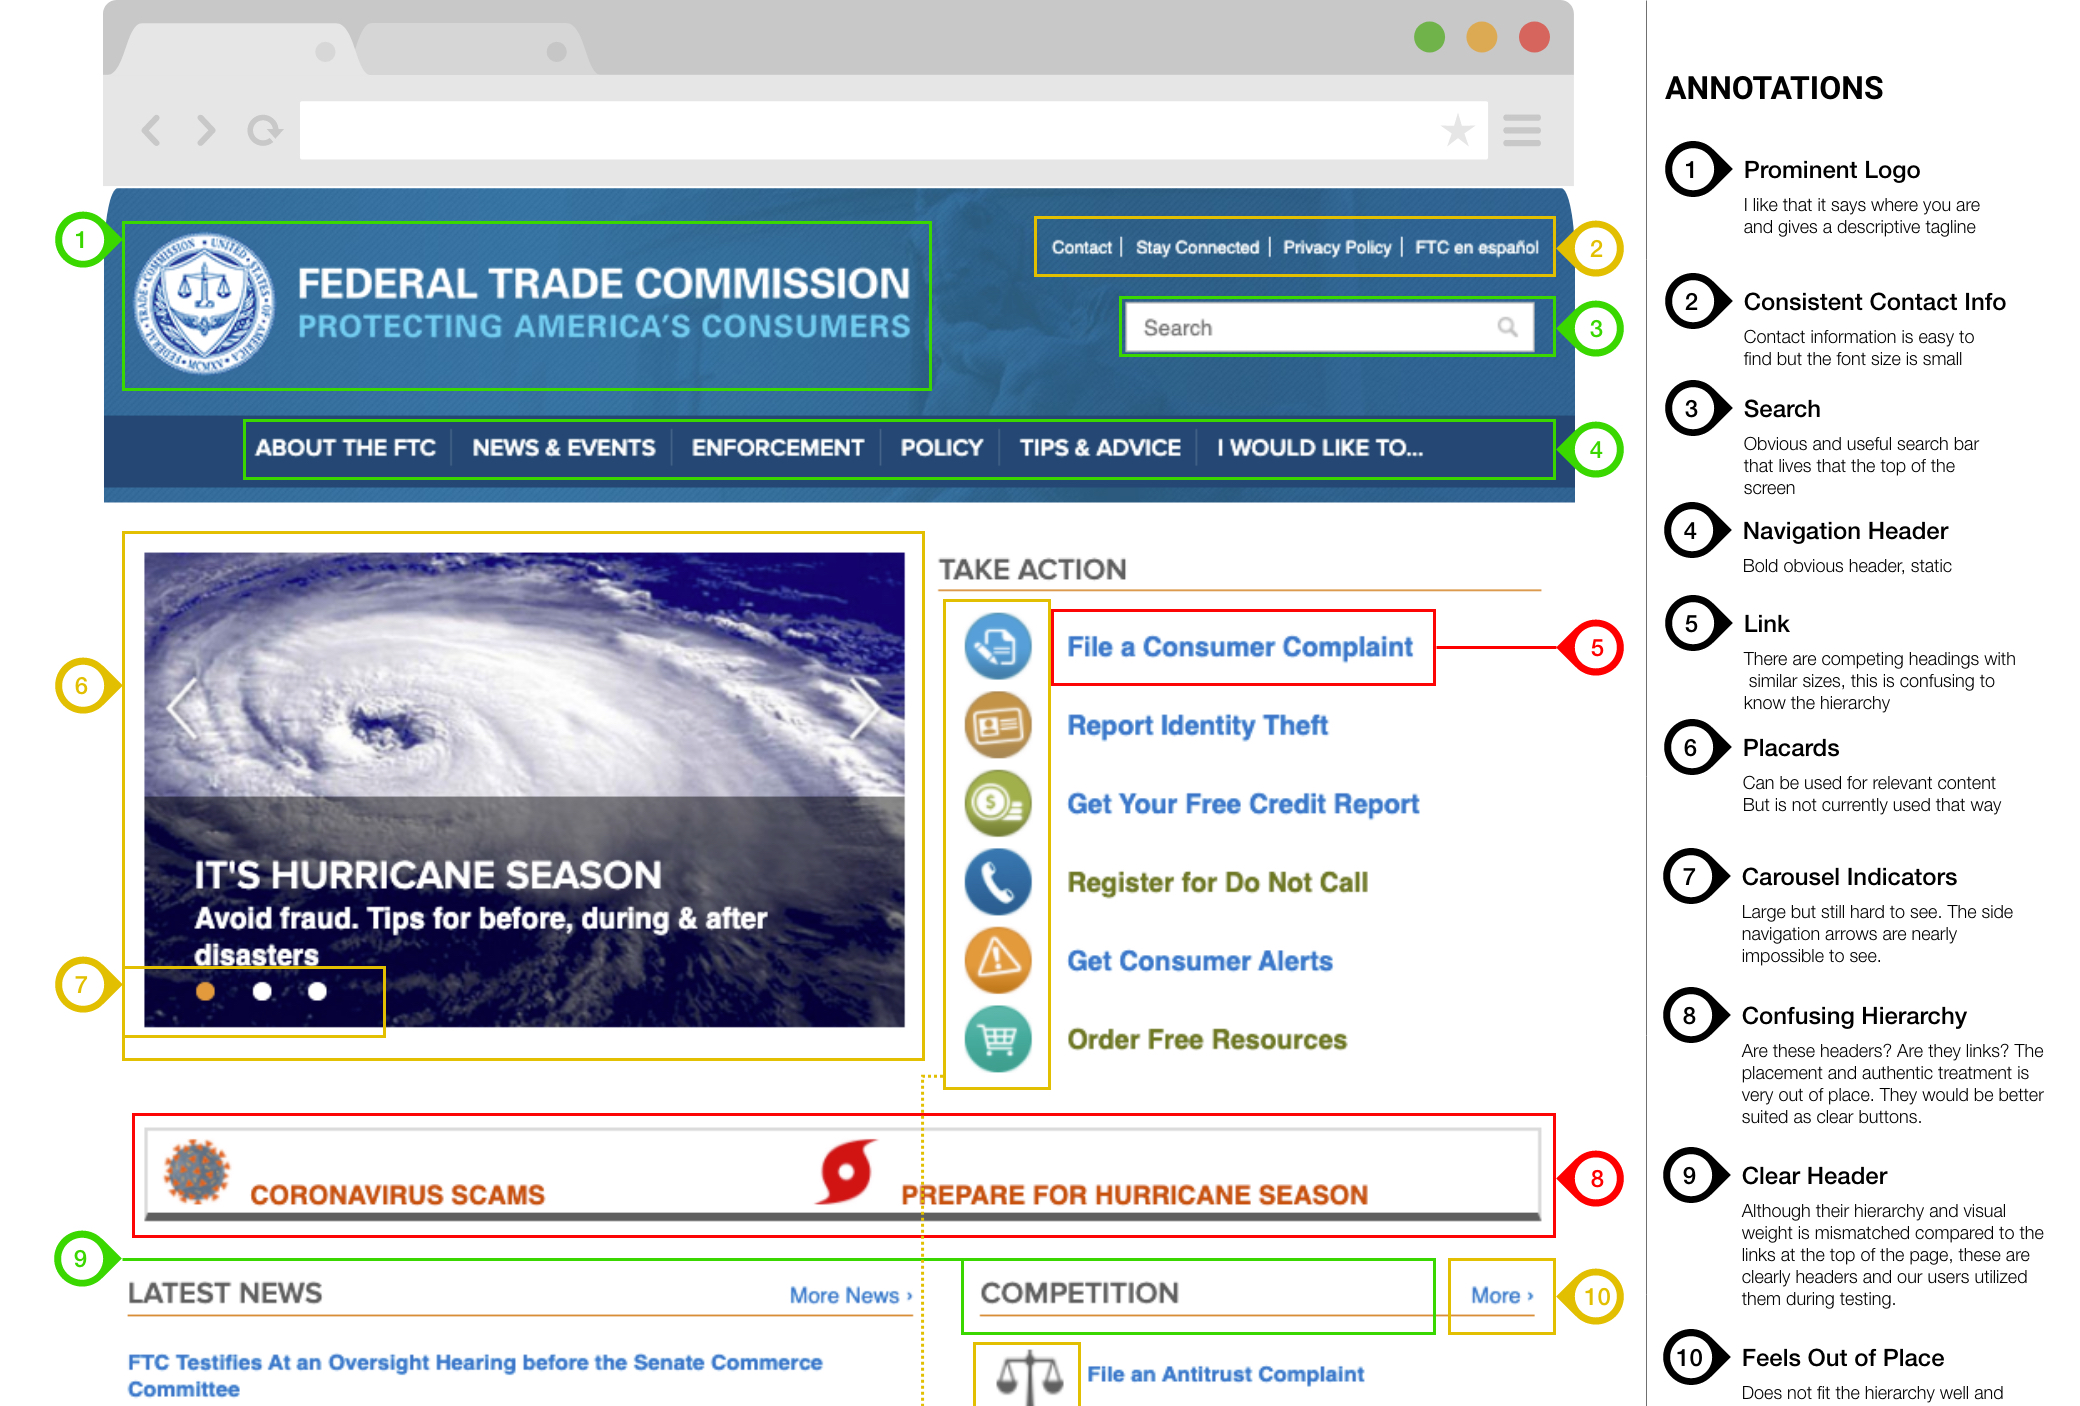 1
FEDERAL TRADE COMMISSION
PROTECTING AMERICA'S CONSUMERS
FEDERAL TRADE COMMISSION • UNITED STATES OF AMERICA • MCMXV •
Contact | Stay Connected | Privacy Policy | FTC en español
2
Search
3
ABOUT THE FTC
NEWS & EVENTS
ENFORCEMENT
POLICY
TIPS & ADVICE
I WOULD LIKE TO...
4
6
IT'S HURRICANE SEASON
Avoid fraud. Tips for before, during & after
disasters
7
TAKE ACTION
File a Consumer Complaint
5
Report Identity Theft
$
Get Your Free Credit Report
Register for Do Not Call
Get Consumer Alerts
Order Free Resources
CORONAVIRUS SCAMS
PREPARE FOR HURRICANE SEASON
8
9
LATEST NEWS
More News ›
FTC Testifies At an Oversight Hearing before the Senate Commerce
Committee
COMPETITION
More ›
10
File an Antitrust Complaint
ANNOTATIONS
1
Prominent Logo
I like that it says where you are
and gives a descriptive tagline
2
Consistent Contact Info
Contact information is easy to
find but the font size is small
3
Search
Obvious and useful search bar
that lives that the top of the
screen
4
Navigation Header
Bold obvious header, static
5
Link
There are competing headings with
similar sizes, this is confusing to
know the hierarchy
6
Placards
Can be used for relevant content
But is not currently used that way
7
Carousel Indicators
Large but still hard to see. The side
navigation arrows are nearly
impossible to see.
8
Confusing Hierarchy
Are these headers? Are they links? The
placement and authentic treatment is
very out of place. They would be better
suited as clear buttons.
9
Clear Header
Although their hierarchy and visual
weight is mismatched compared to the
links at the top of the page, these are
clearly headers and our users utilized
them during testing.
10
Feels Out of Place
Does not fit the hierarchy well and